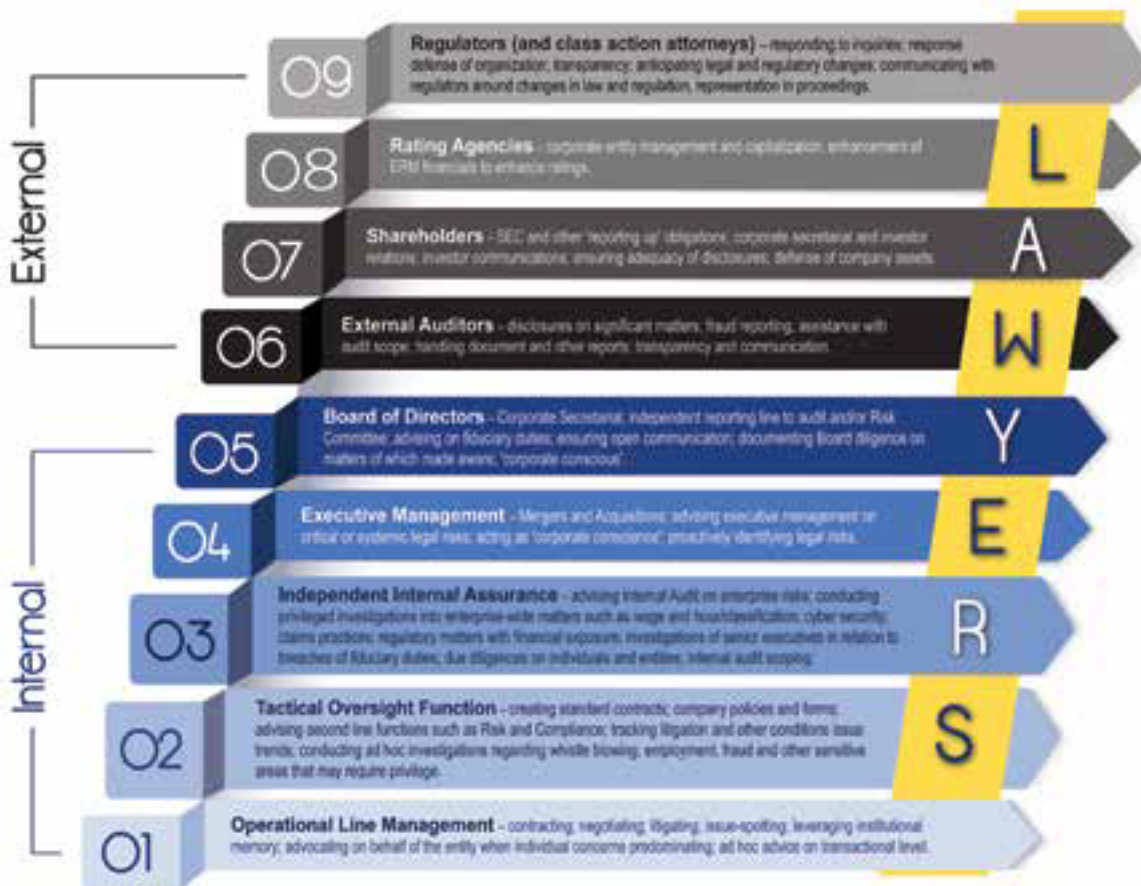 External
09
Regulators (and class action attorneys) – responding to inquiries; response
defense of organization; transparency; anticipating legal and regulatory changes, communicating with
regulators around changes in law and regulation, representation in proceedings.
08
Rating Agencies – corporate entity management and capitalization; enhancement of
ERM financials to enhance ratings.
07
Shareholders – SEC and other 'reporting up' obligations; corporate secretarial and investor
relations; investor communications; ensuring adequacy of disclosures; defense of company assets.
06
External Auditors – disclosures on significant matters; fraud reporting; assistance with
audit scope; handling document and other reports; transparency and communication.
Internal
05
Board of Directors – Corporate Secretarial; independent reporting line to audit and/or Risk
Committee; advising on fiduciary duties; ensuring open communication; documenting Board diligence on
matters of which made aware; 'corporate conscious'
04
Executive Management – Mergers and Acquisitions; advising executive management on
critical or systemic legal risks; acting as 'corporate conscience' proactively identifying legal risks.
03
Independent Internal Assurance – advising Internal Audit on enterprise risks; conducting
privileged investigations into enterprise-wide matters such as wage and hour/classification, cyber security;
claims practices; regulatory matters with financial exposure; investigations of senior executives in relation to
breaches of fiduciary duties; due diligences on individuals and entities; internal audit scoping
02
Tactical Oversight Function – creating standard contracts; company policies and forms;
advising second line functions such as Risk and Compliance; tracking litigation and other conditions issue
trends; conducting ad hoc investigations regarding whistle blowing, employment, fraud and other sensitive
areas that may require privilege.
01
Operational Line Management – contracting; negotiating; litigating; issue-spotting; leveraging institutional
memory; advocating on behalf of the entity when individual concerns predominating; ad hoc advice on transactional level.
L
A
W
Y
E
R
S